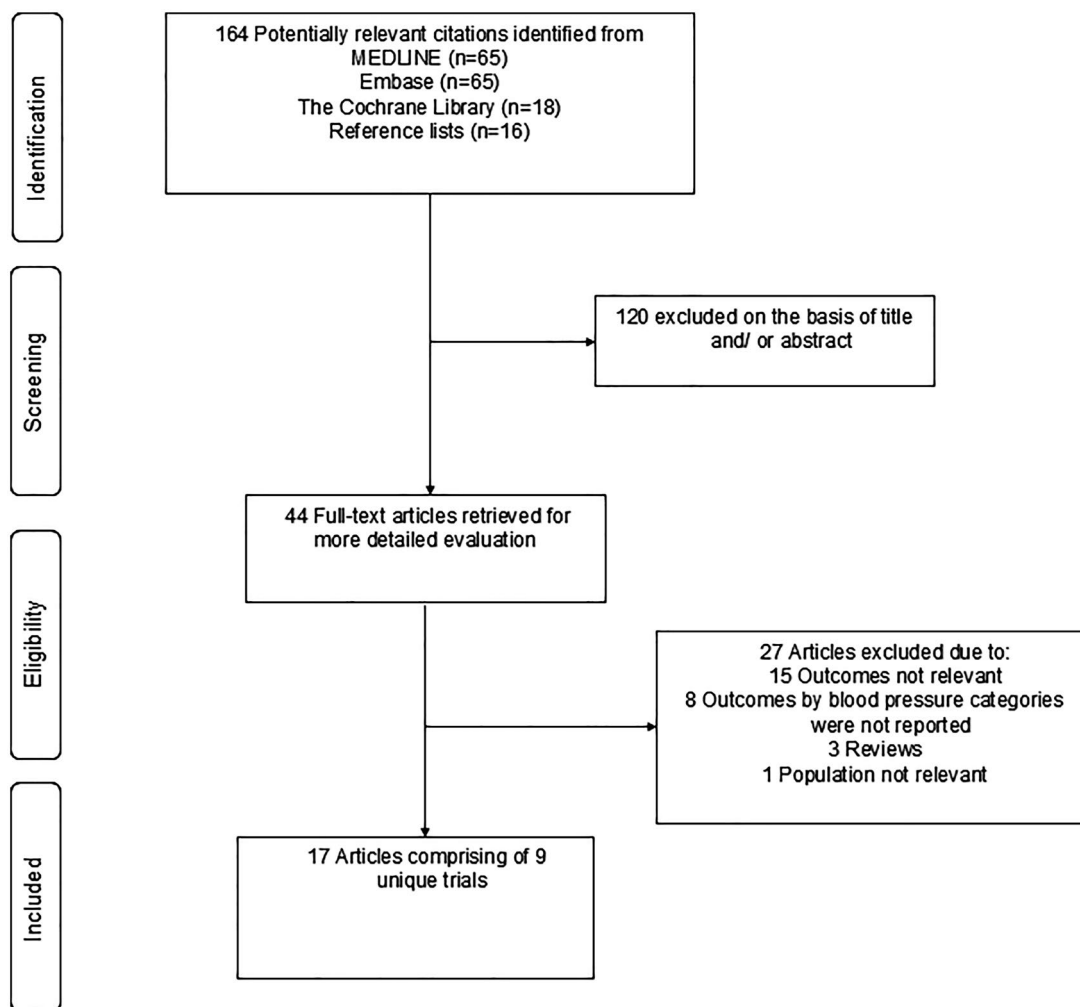 Identification
164 Potentially relevant citations identified from
MEDLINE (n=65)
Embase (n=65)
The Cochrane Library (n=18)
Reference lists (n=16)
Screening
120 excluded on the basis of title
and/ or abstract
44 Full-text articles retrieved for
more detailed evaluation
Eligibility
27 Articles excluded due to:
15 Outcomes not relevant
8 Outcomes by blood pressure categories
were not reported
3 Reviews
1 Population not relevant
Included
17 Articles comprising of 9
unique trials